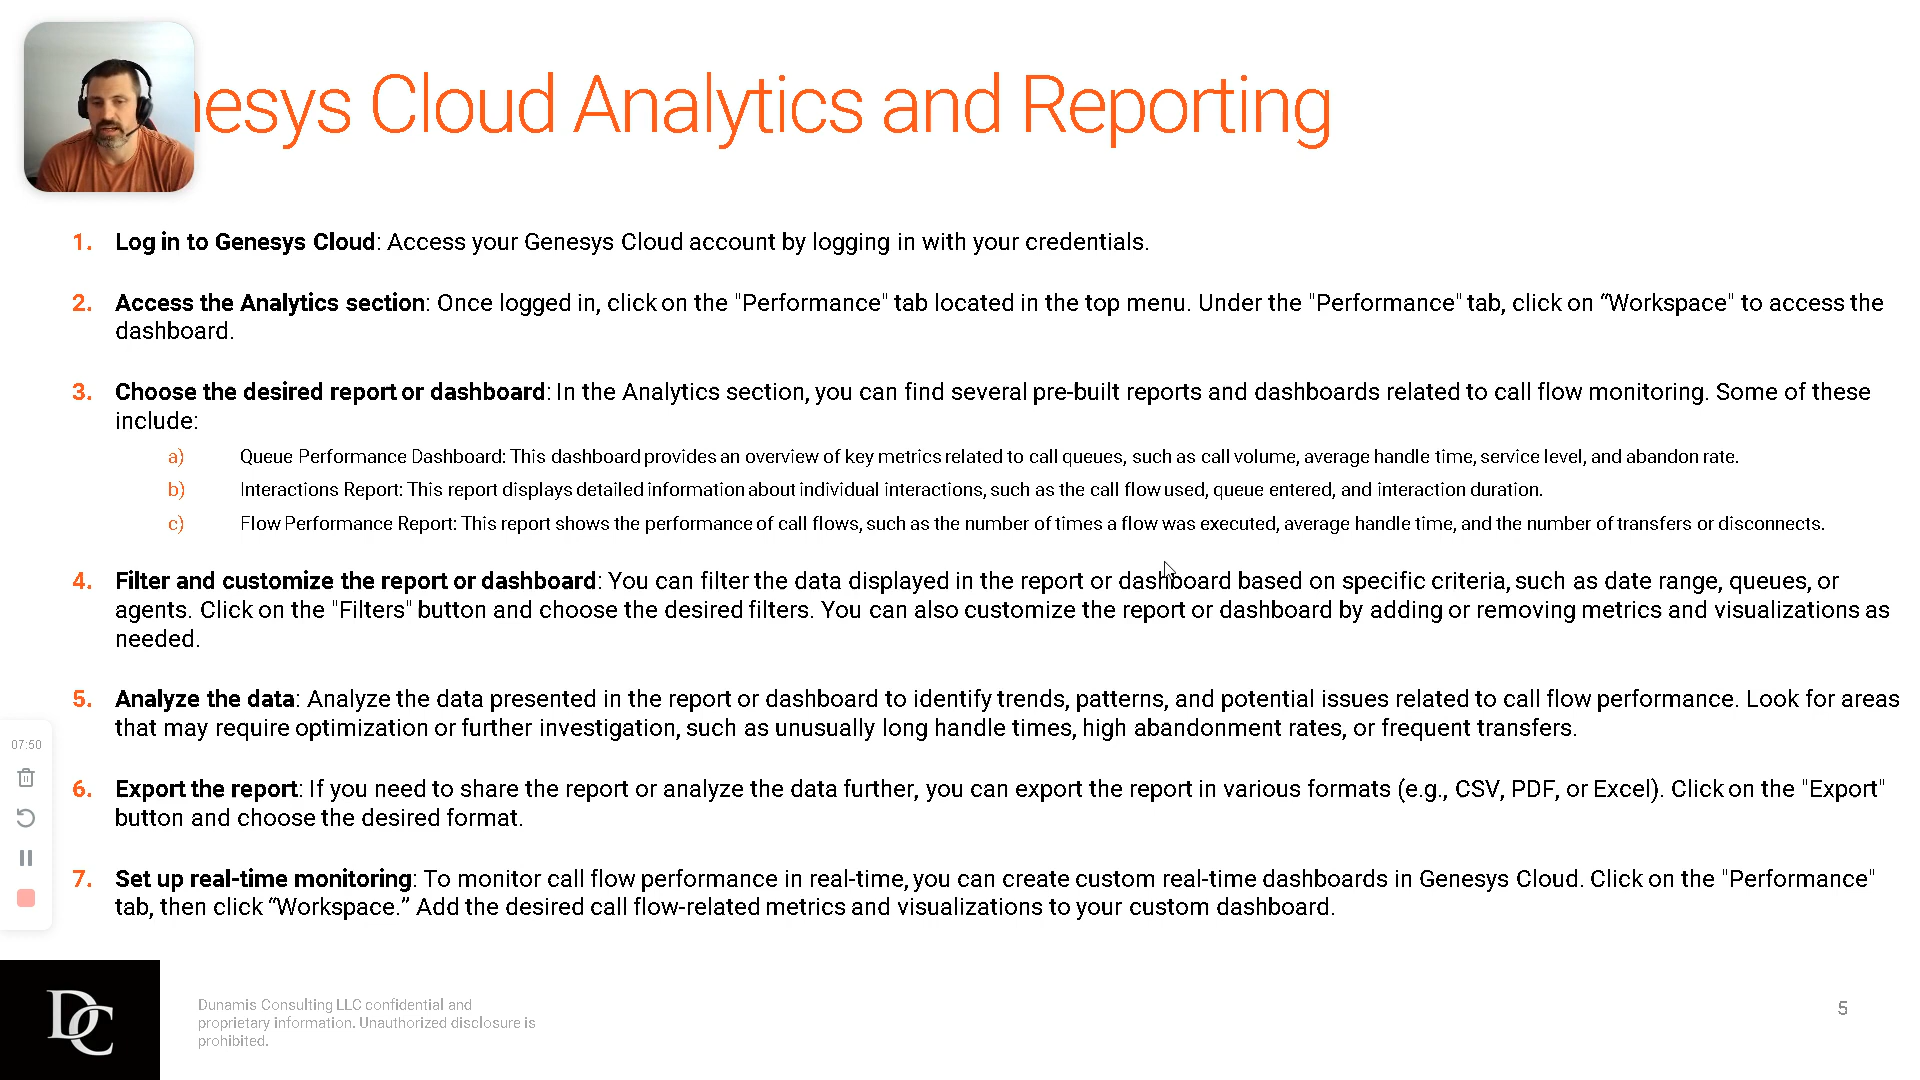 nesys Cloud Analytics and Reporting
1. Log in to Genesys Cloud: Access your Genesys Cloud account by logging in with your credentials.
2. Access the Analytics section: Once logged in, click on the "Performance" tab located in the top menu. Under the "Performance" tab, click on “Workspace" to access the
dashboard.
3. Choose the desired report or dashboard: In the Analytics section, you can find several pre-built reports and dashboards related to call flow monitoring. Some of these
include:
a) Queue Performance Dashboard: This dashboard provides an overview of key metrics related to call queues, such as call volume, average handle time, service level, and abandon rate.
b) Interactions Report: This report displays detailed information about individual interactions, such as the call flow used, queue entered, and interaction duration.
c) Flow Performance Report: This report shows the performance of call flows, such as the number of times a flow was executed, average handle time, and the number of transfers or disconnects.
4. Filter and customize the report or dashboard: You can filter the data displayed in the report or dashboard based on specific criteria, such as date range, queues, or
agents. Click on the "Filters" button and choose the desired filters. You can also customize the report or dashboard by adding or removing metrics and visualizations as
needed.
5. Analyze the data: Analyze the data presented in the report or dashboard to identify trends, patterns, and potential issues related to call flow performance. Look for areas
that may require optimization or further investigation, such as unusually long handle times, high abandonment rates, or frequent transfers.
07:50
6. Export the report: If you need to share the report or analyze the data further, you can export the report in various formats (e.g., CSV, PDF, or Excel). Click on the "Export"
button and choose the desired format.
7. Set up real-time monitoring: To monitor call flow performance in real-time, you can create custom real-time dashboards in Genesys Cloud. Click on the "Performance"
tab, then click “Workspace.” Add the desired call flow-related metrics and visualizations to your custom dashboard.
DC
Dunamis Consulting LLC confidential and
proprietary information. Unauthorized disclosure is
prohibited.
5